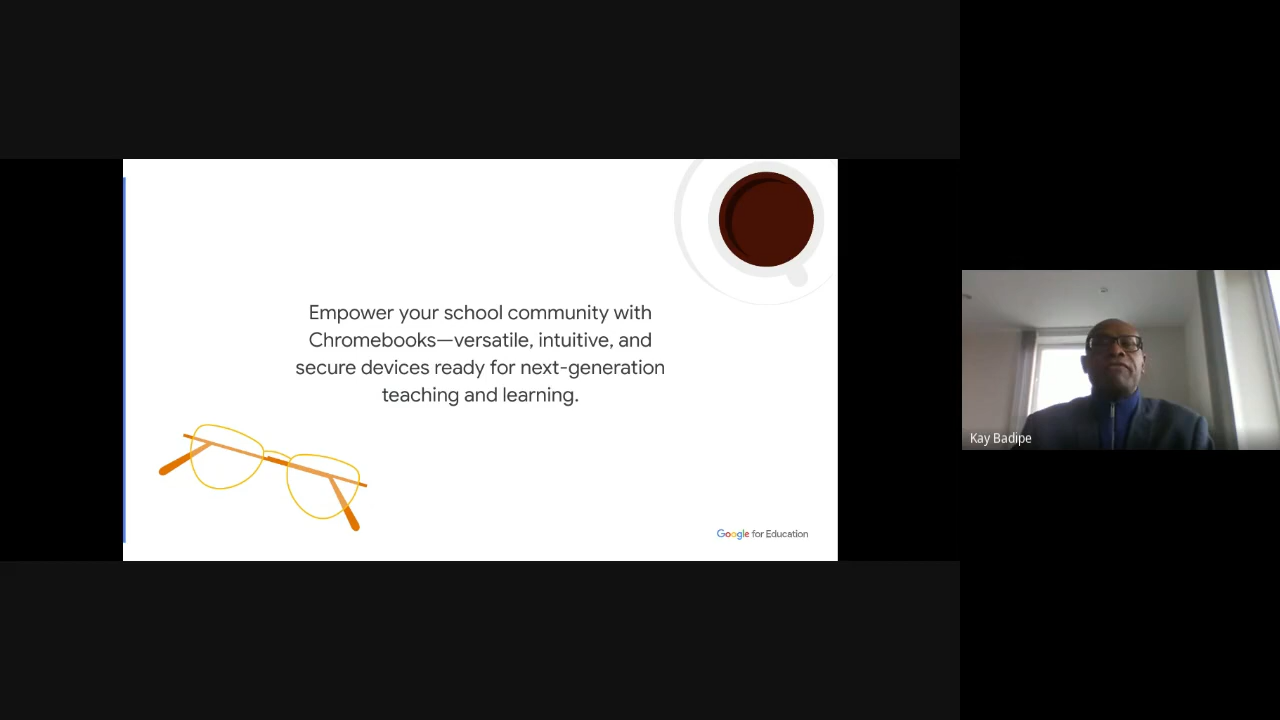 Empower your school community with
Chromebooks—versatile, intuitive, and
secure devices ready for next-generation
teaching and learning.
Google for Education
Kay Badipe